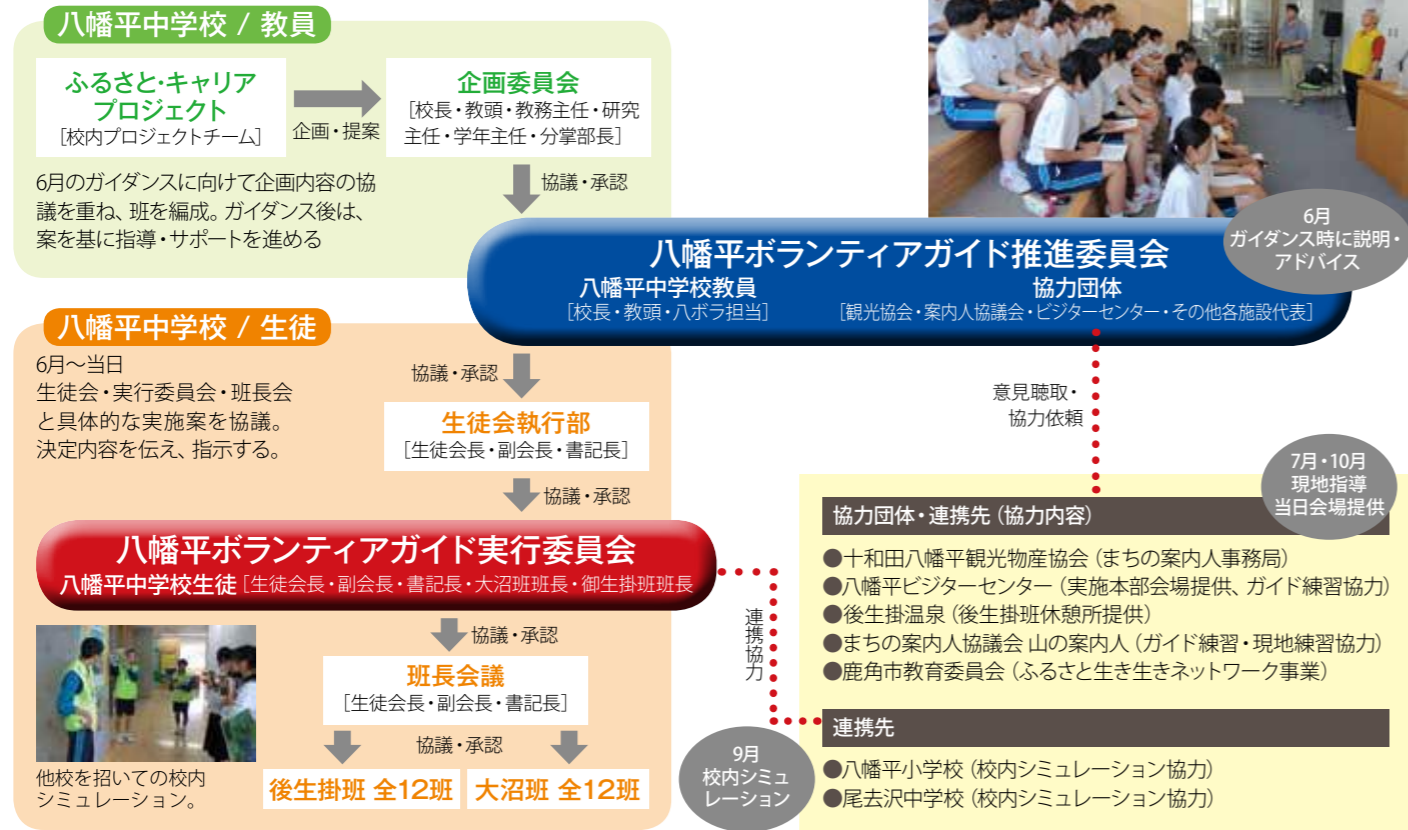 八幡平中学校 / 教員
ふるさと・キャリア
プロジェクト
［校内プロジェクトチーム］
企画・提案
企画委員会
［校長・教頭・教務主任・研究
主任・学年主任・分掌部長］
6月のガイダンスに向けて企画内容の協
議を重ね、班を編成。ガイダンス後は、
案を基に指導・サポートを進める
協議・承認
6月
ガイダンス時に説明・
アドバイス
八幡平ボランティアガイド推進委員会
八幡平中学校教員
［校長・教頭・八ボラ担当］
協力団体
［観光協会・案内人協議会・ビジターセンター・その他各施設代表］
八幡平中学校 / 生徒
6月～当日
生徒会・実行委員会・班長会
と具体的な実施案を協議。
決定内容を伝え、指示する。
協議・承認
生徒会執行部
［生徒会長・副会長・書記長］
協議・承認
八幡平ボランティアガイド実行委員会
八幡平中学校生徒［生徒会長・副会長・書記長・大沼班班長・御生掛班班長
協議・承認
班長会議
［生徒会長・副会長・書記長］
協議・承認
後生掛班 全12班
大沼班 全12班
他校を招いての校内
シミュレーション。
意見聴取・
協力依頼
連携協力
7月・10月
現地指導
当日会場提供
協力団体・連携先（協力内容）
●十和田八幡平観光物産協会（まちの案内人事務局）
●八幡平ビジターセンター（実施本部会場提供、ガイド練習協力）
●後生掛温泉（後生掛班休憩所提供）
●まちの案内人協議会 山の案内人（ガイド練習・現地練習協力）
●鹿角市教育委員会（ふるさと生き生きネットワーク事業）
9月
校内シミュ
レーション
連携先
●八幡平小学校（校内シミュレーション協力）
●尾去沢中学校（校内シミュレーション協力）